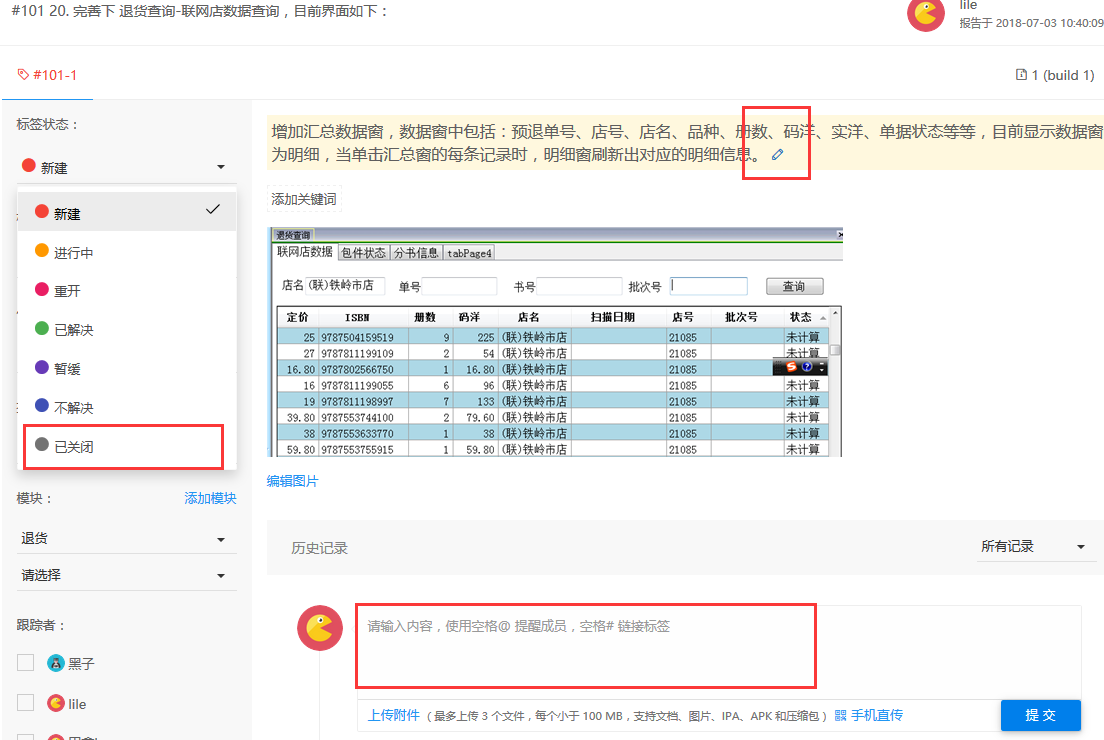 #101 20. 完善下 退货查询-联网店数据查询，目前界面如下：
lile
报告于 2018-07-03 10:40:09
#101-1
1 (build 1)
标签状态：
新建
新建
进行中
重开
已解决
暂缓
不解决
已关闭
模块：
添加模块
退货
请选择
跟踪者：
黑子
lile
增加汇总数据窗，数据窗中包括：预退单号、店号、店名、品种、册数、码洋、实洋、单据状态等等，目前显示数据窗
为明细，当单击汇总窗的每条记录时，明细窗刷新出对应的明细信息。
添加关键词
退货查询
联网店数据 包件状态 分书信息 tabPage4
店名 (联)铁岭市店 单号 书号 批次号 查询
定价 ISBN 册数 码洋 店名 扫描日期 店号 批次号 状态
25 9787504159519 9 225 (联)铁岭市店 21085 未计算
27 9787811199109 2 54 (联)铁岭市店 21085 未计算
16.80 9787802566750 1 16.80 (联)铁岭市店 21085
16 9787811199055 6 96 (联)铁岭市店 21085 未计算
19 9787811198997 7 133 (联)铁岭市店 21085 未计算
39.80 9787553744100 2 79.60 (联)铁岭市店 21085 未计算
38 9787553633770 1 38 (联)铁岭市店 21085 未计算
59.80 9787553755915 1 59.80 (联)铁岭市店 21085 未计算
编辑图片
历史记录
所有记录
请输入内容，使用空格@ 提醒成员，空格# 链接标签
上传附件 （最多上传 3 个文件，每个小于 100 MB，支持文档、图片、IPA、APK 和压缩包） 手机直传
提 交